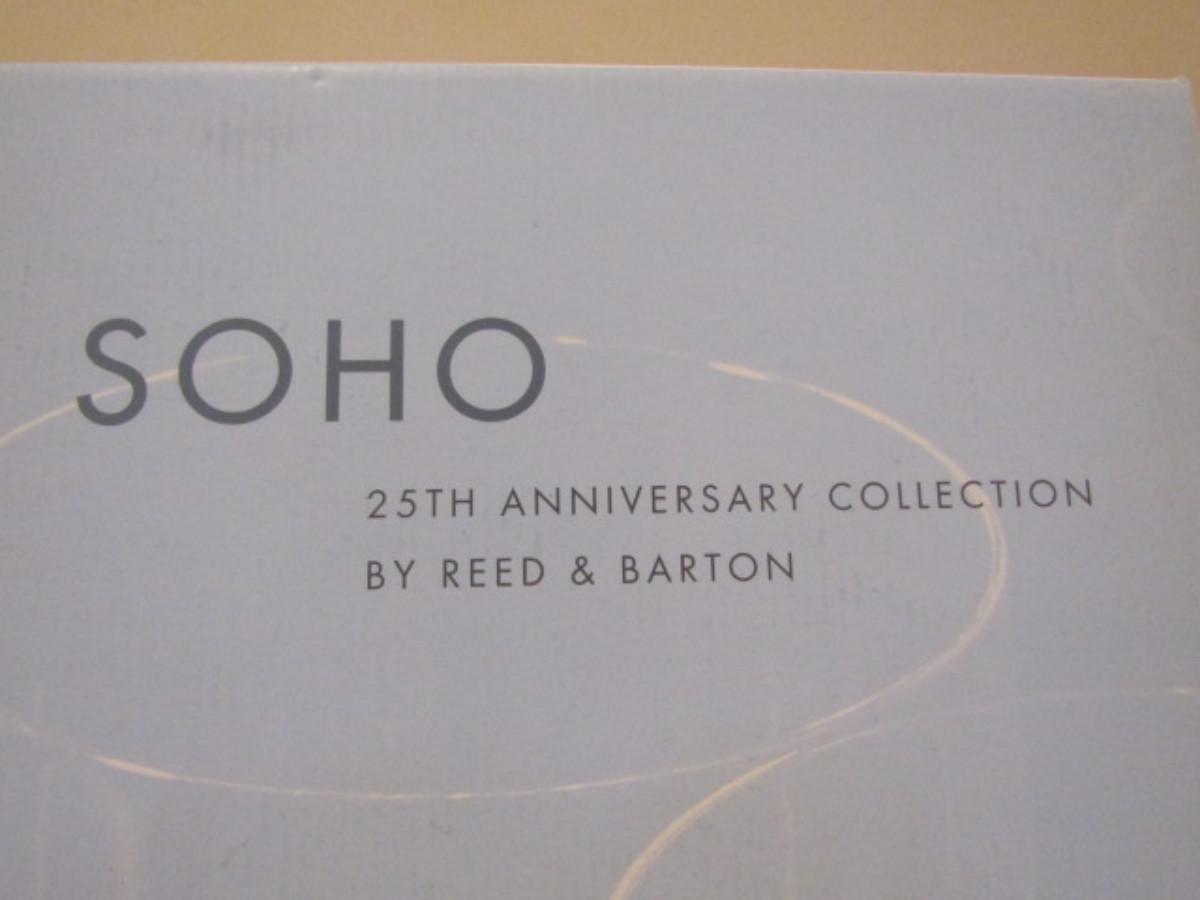 SOHO
25TH ANNIVERSARY COLLECTION
BY REED & BARTON